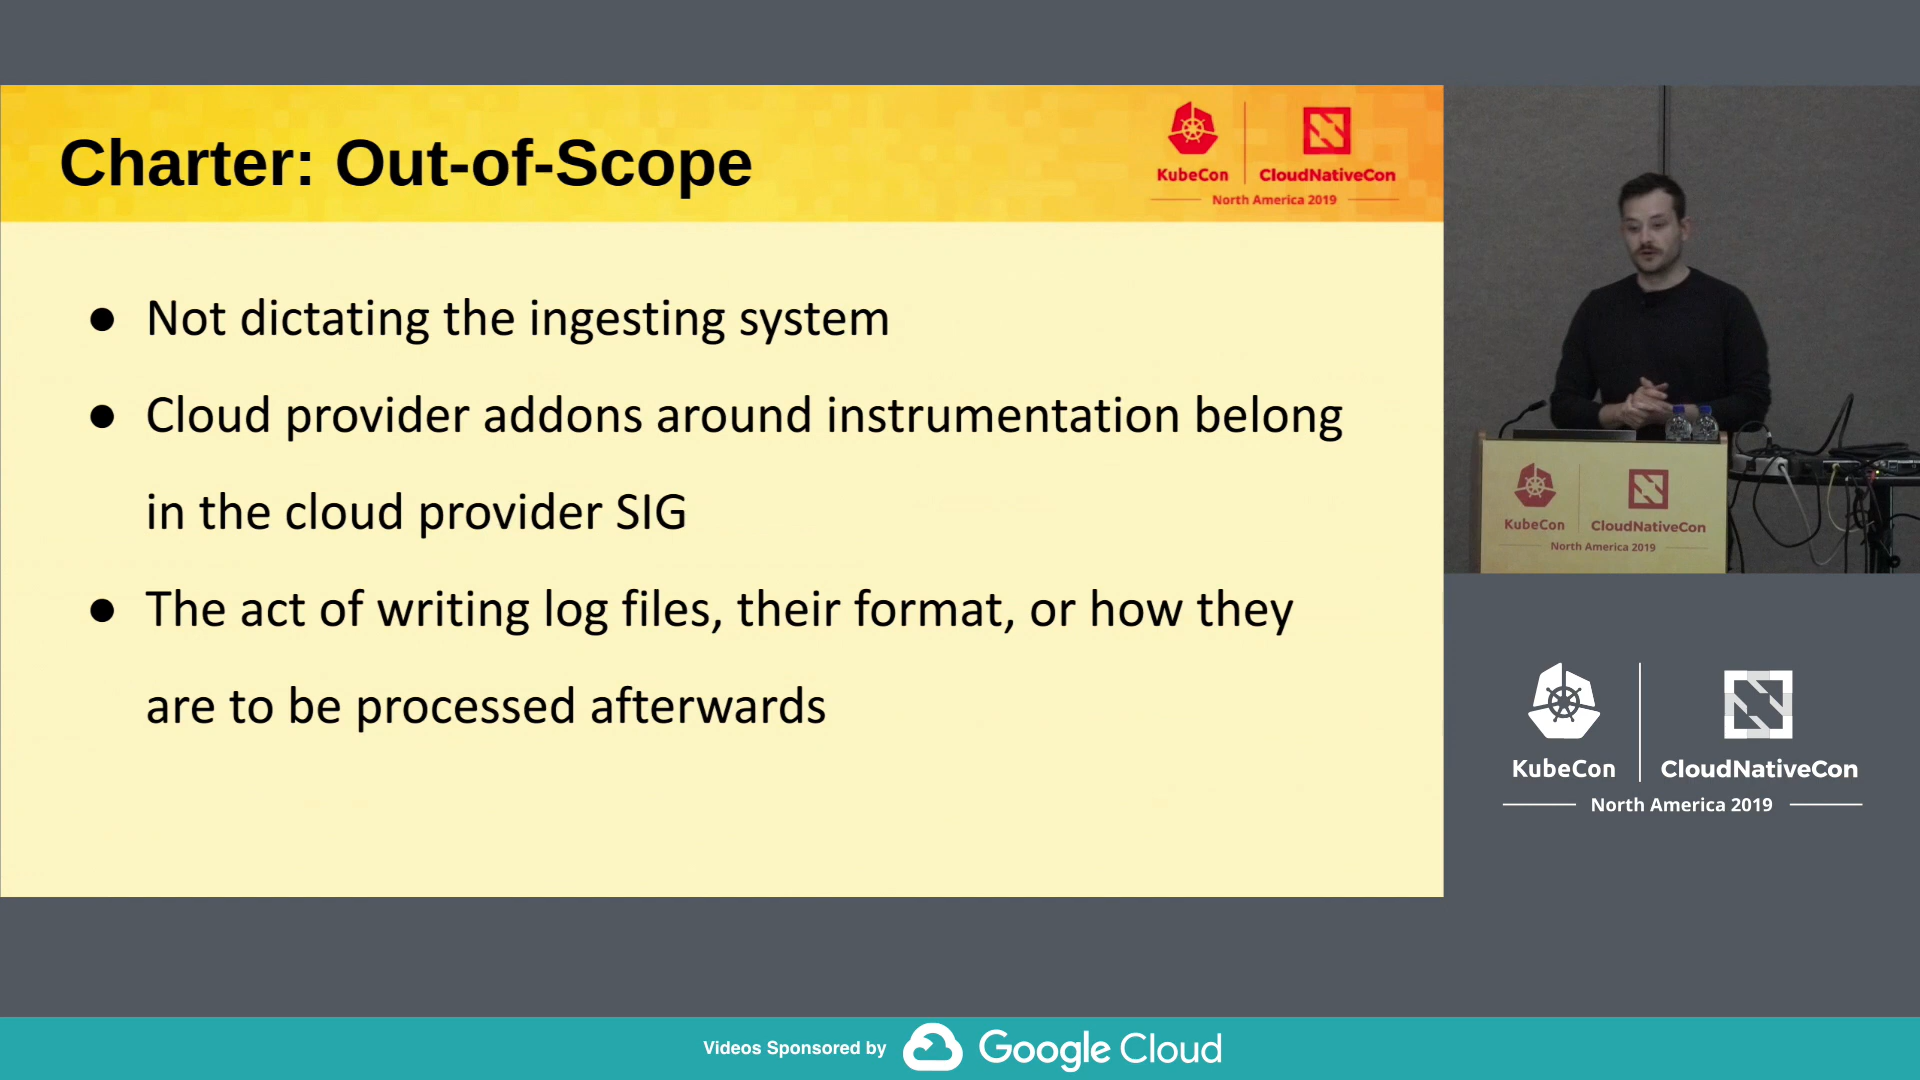 Charter: Out-of-Scope
KubeCon
CloudNativeCon
North America 2019
● Not dictating the ingesting system
● Cloud provider addons around instrumentation belong
in the cloud provider SIG
● The act of writing log files, their format, or how they
are to be processed afterwards
KubeCon
CloudNativeCon
North America 2019
KubeCon
CloudNativeCon
North America 2019
Videos Sponsored by
Google Cloud